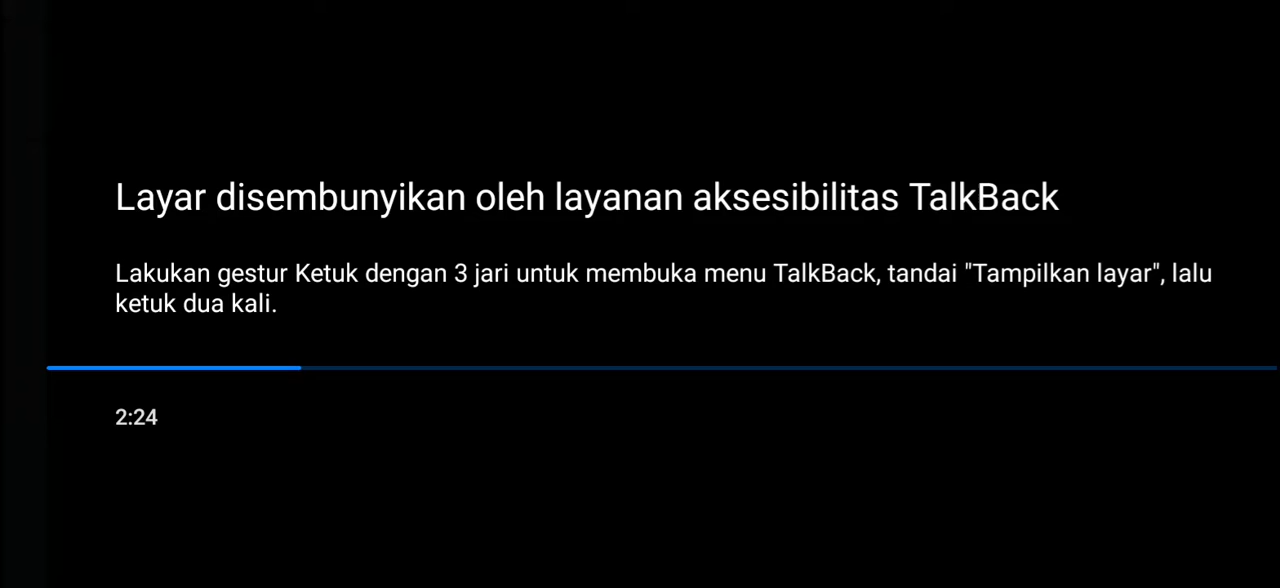 Layar disembunyikan oleh layanan aksesibilitas TalkBack
Lakukan gestur Ketuk dengan 3 jari untuk membuka menu TalkBack, tandai "Tampilkan layar", lalu
ketuk dua kali.
2:24